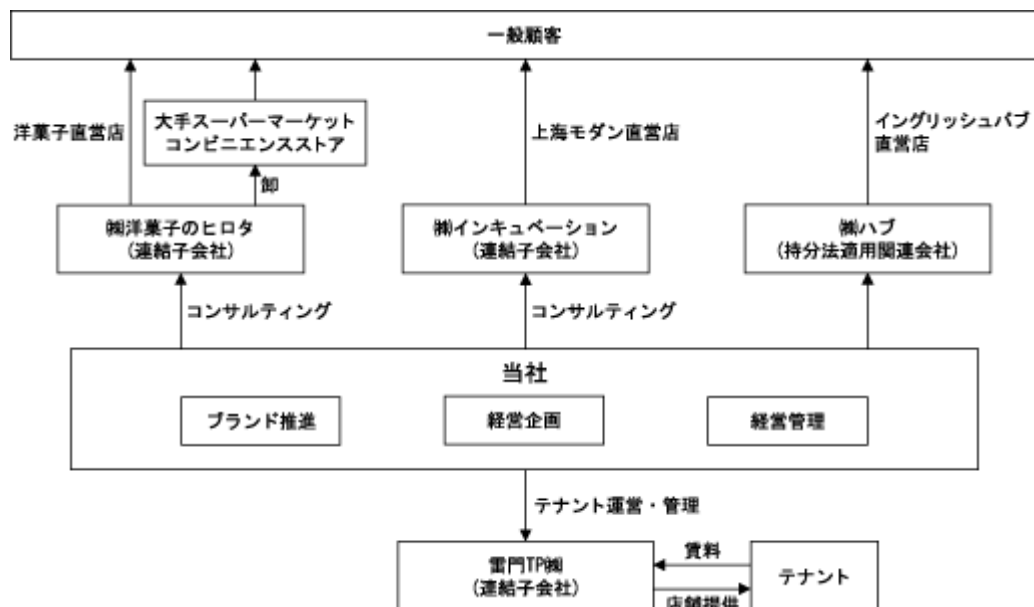 一般顧客
洋菓子直営店
大手スーパーマーケット
コンビニエンスストア
上海モダン直営店
イングリッシュパブ
直営店
卸
㈱洋菓子のヒロタ
(連結子会社)
㈱インキュベーション
(連結子会社)
㈱ハブ
(持分法適用関連会社)
コンサルティング
コンサルティング
当社
ブランド推進
経営企画
経営管理
テナント運営・管理
雷門TP㈱
(連結子会社)
賃料
店舗提供
テナント